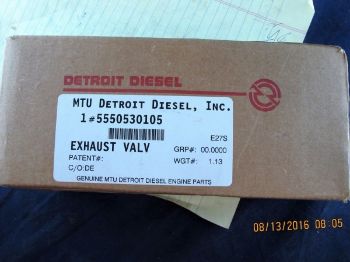 DETROIT DIESEL
MTU DETROIT DIESEL, INC.
1 #5550530105
E27S
EXHAUST VALV
GRP#: 00.0000
PATENT#:
WGT#: 1.13
C/O:DE
GENUINE MTU DETROIT DIESEL ENGINE PARTS
08/13/2016 08:05